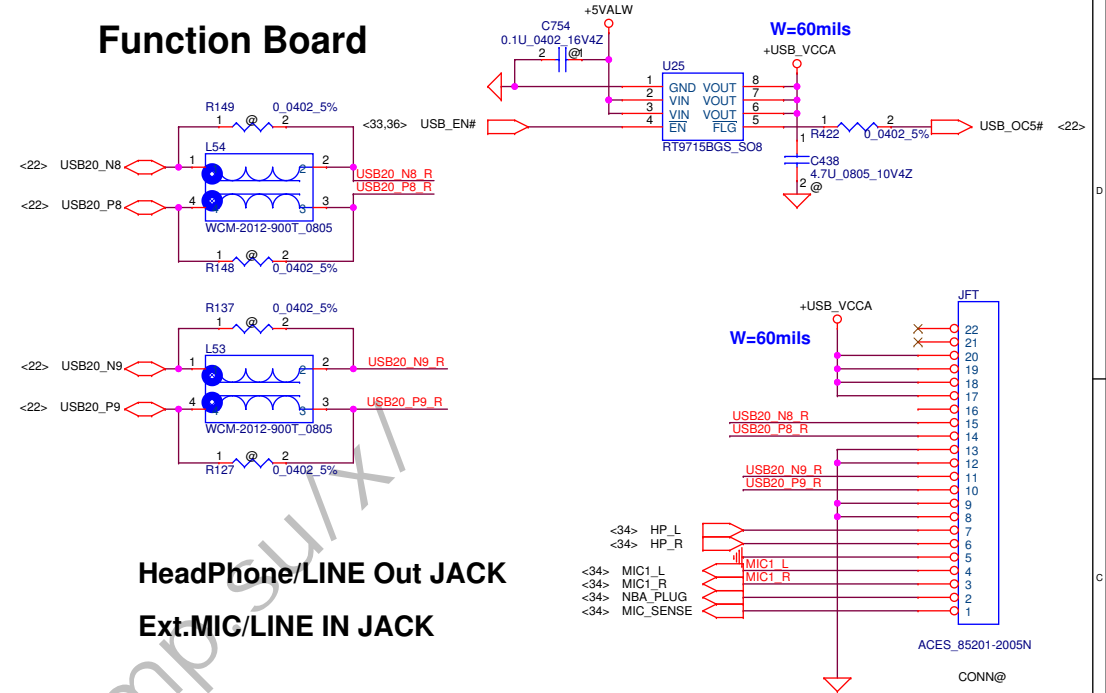 Function Board
+5VALW
C754
0.1U_0402_16V4Z
2 @ 1
W=60mils
+USB_VCCA
U25
1 GND VOUT 8
2 VIN VOUT 7
3 VIN VOUT 6
4 EN FLG 5
RT9715BGS_SO8
<33,36> USB_EN#
1 2
R422 0_0402_5%
USB_OC5# <22>
1
C438
4.7U_0805_10V4Z
2 @
R149 0_0402_5%
1 @ 2
L54
<22> USB20_N8 1 2 2
USB20_N8_R
USB20_P8_R
<22> USB20_P8 4 3 3
WCM-2012-900T_0805
1 @ 2
R148 0_0402_5%
R137 0_0402_5%
1 @ 2
L53
<22> USB20_N9 1 2 2 USB20_N9_R
<22> USB20_P9 4 4 3 3 USB20_P9_R
WCM-2012-900T_0805
1 @ 2
R127 0_0402_5%
D
+USB_VCCA
W=60mils
JFT
22
21
20
19
18
17
16
USB20_N8_R 15
USB20_P8_R 14
13
12
USB20_N9_R 11
USB20_P9_R 10
9
8
<34> HP_L 7
<34> HP_R 6
5
<34> MIC1_L MIC1_L 4
<34> MIC1_R MIC1_R 3
<34> NBA_PLUG 2
<34> MIC_SENSE 1
ACES_85201-2005N
CONN@
C
HeadPhone/LINE Out JACK
Ext.MIC/LINE IN JACK
mp.su/x/